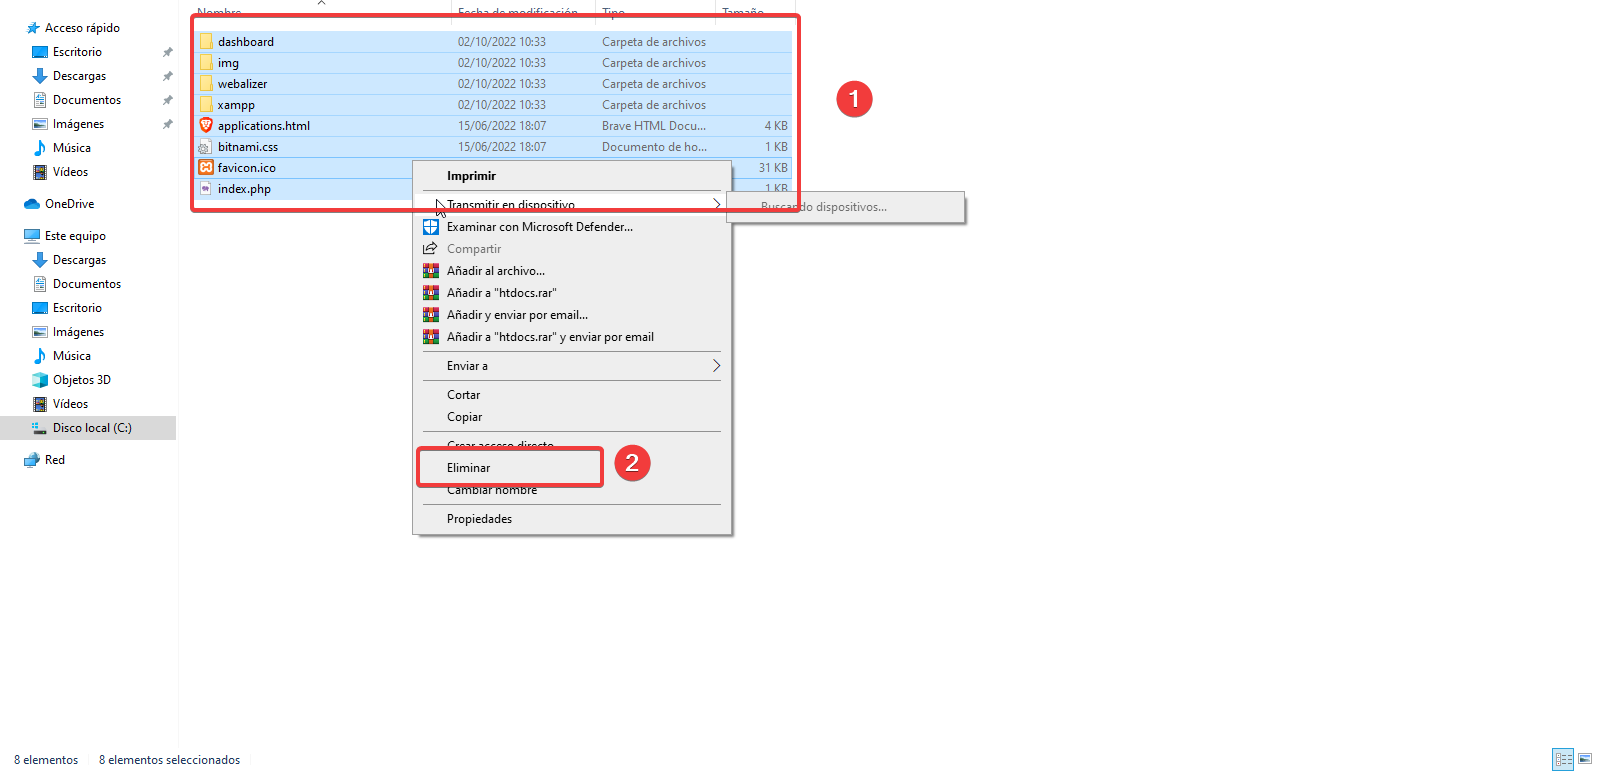 Nombre
Fecha de modificación
Tipo
Tamaño
Acceso rápido
Escritorio
Descargas
Documentos
Imágenes
Música
Vídeos
OneDrive
Este equipo
Descargas
Documentos
Escritorio
Imágenes
Música
Objetos 3D
Vídeos
Disco local (C:)
Red
dashboard 02/10/2022 10:33 Carpeta de archivos
img 02/10/2022 10:33 Carpeta de archivos
webalizer 02/10/2022 10:33 Carpeta de archivos
xampp 02/10/2022 10:33 Carpeta de archivos
applications.html 15/06/2022 18:07 Brave HTML Docu... 4 KB
bitnami.css 15/06/2022 18:07 Documento de ho... 1 KB
favicon.ico 31 KB
index.php 1 KB
1
Imprimir
Transmitir en dispositivo
Buscando dispositivos...
Examinar con Microsoft Defender...
Compartir
Añadir al archivo...
Añadir a "htdocs.rar"
Añadir y enviar por email...
Añadir a "htdocs.rar" y enviar por email
Enviar a
Cortar
Copiar
Crear acceso directo
Eliminar
2
Cambiar nombre
Propiedades
8 elementos
8 elementos seleccionados